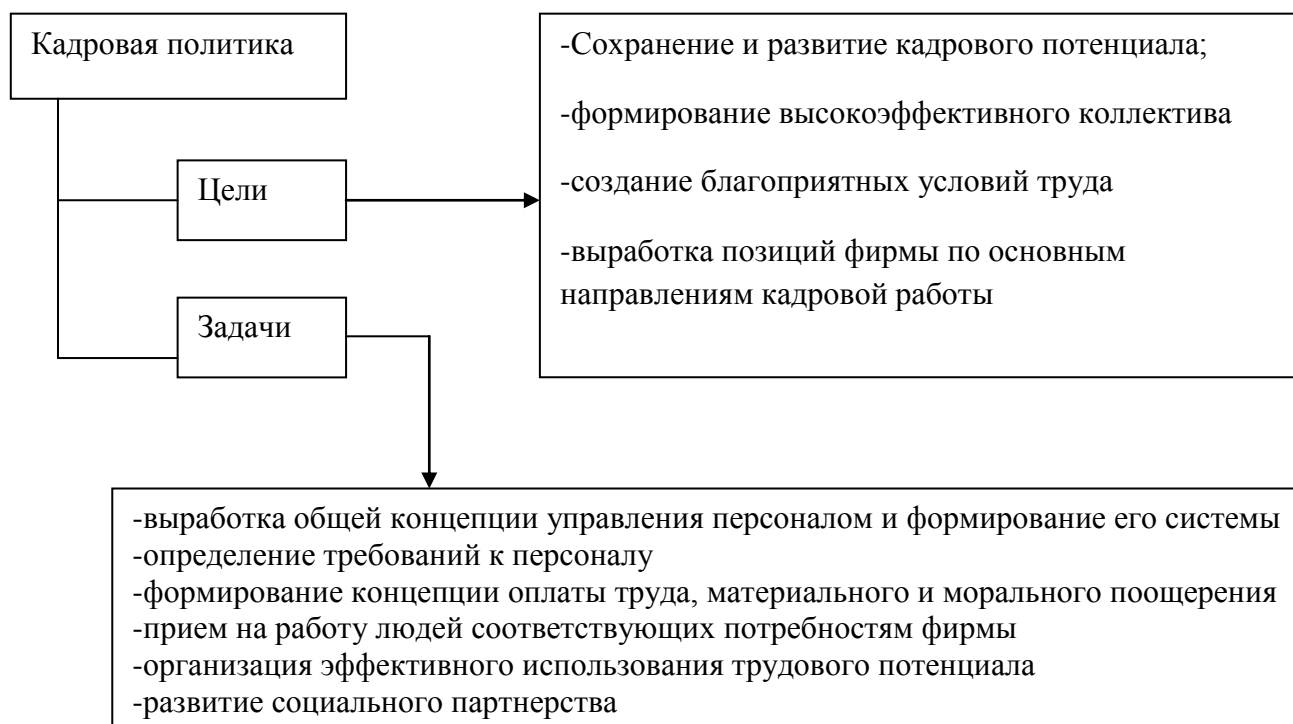 Кадровая политика
Цели
Задачи
-Сохранение и развитие кадрового потенциала;
-формирование высокоэффективного коллектива
-создание благоприятных условий труда
-выработка позиций фирмы по основным
направлениям кадровой работы
-выработка общей концепции управления персоналом и формирование его системы
-определение требований к персоналу
-формирование концепции оплаты труда, материального и морального поощерения
-прием на работу людей соответствующих потребностям фирмы
-организация эффективного использования трудового потенциала
-развитие социального партнерства